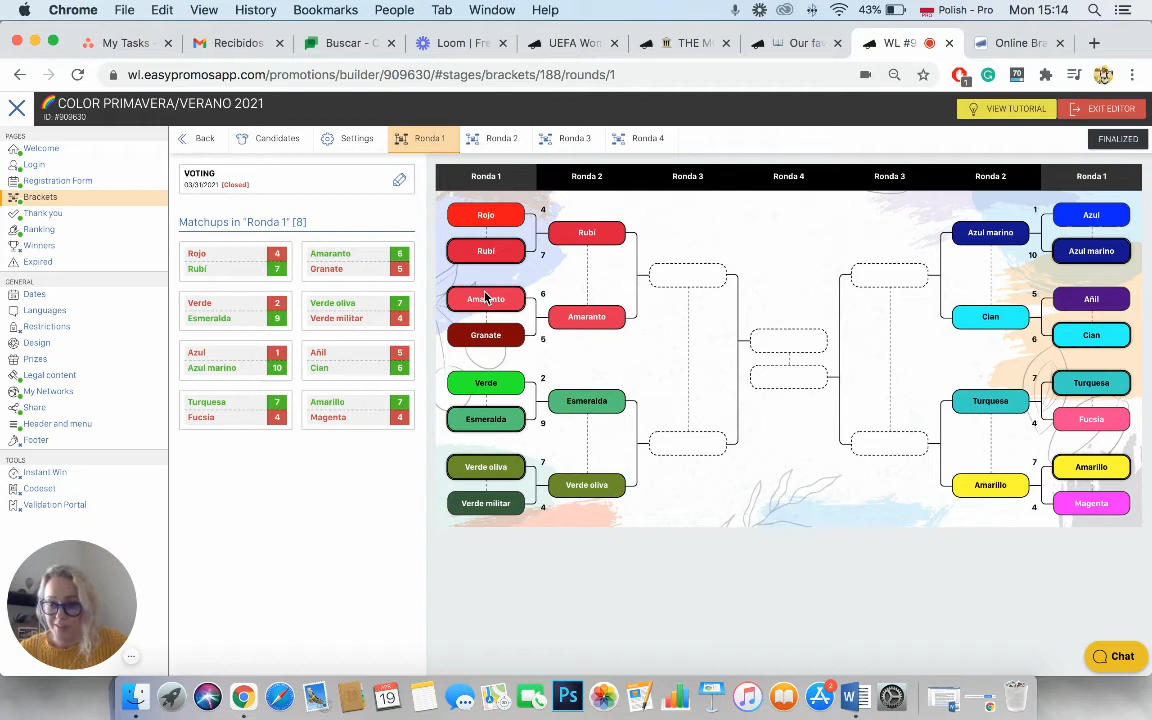 Chrome File Edit View History Bookmarks People Tab Window Help 43% Polish - Pro Mon 15:14
My Tasks - Recibidos Buscar - C Loom | Fre UEFA Won THE M Our fav WL #9 Online Bra
wl.easypromosapp.com/promotions/builder/909630/#stages/brackets/188/rounds/1
COLOR PRIMAVERA/VERANO 2021
ID: #909630
VIEW TUTORIAL
EXIT EDITOR
PAGES
Welcome
Login
Registration Form
Brackets
Thank you
Ranking
Winners
Expired
GENERAL
Dates
Languages
Restrictions
Design
Prizes
Legal content
My Networks
Share
Header and menu
Footer
TOOLS
Instant Win
Codeset
Validation Portal
Back Candidates Settings Ronda 1 Ronda 2 Ronda 3 Ronda 4
FINALIZED
VOTING
03/31/2021 [Closed]
Matchups in "Ronda 1" [8]
Rojo 4
Rubí 7
Amaranto 6
Granate 5
Verde 2
Esmeralda 9
Verde oliva 7
Verde militar 4
Azul 1
Azul marino 10
Añil 5
Cian 6
Turquesa 7
Fucsia 4
Amarillo 7
Magenta 4
Ronda 1 Ronda 2 Ronda 3 Ronda 4 Ronda 3 Ronda 2 Ronda 1
Rojo 4
Rubí 7
Amaranto 6
Granate 5
Verde 2
Esmeralda 9
Verde oliva 7
Verde militar 4
Rubí
Amaranto
Esmeralda
Verde oliva
Azul marino
Cian
Turquesa
Amarillo
1 Azul
10 Azul marino
5 Añil
6 Cian
7 Turquesa
4 Fucsia
7 Amarillo
4 Magenta
Chat